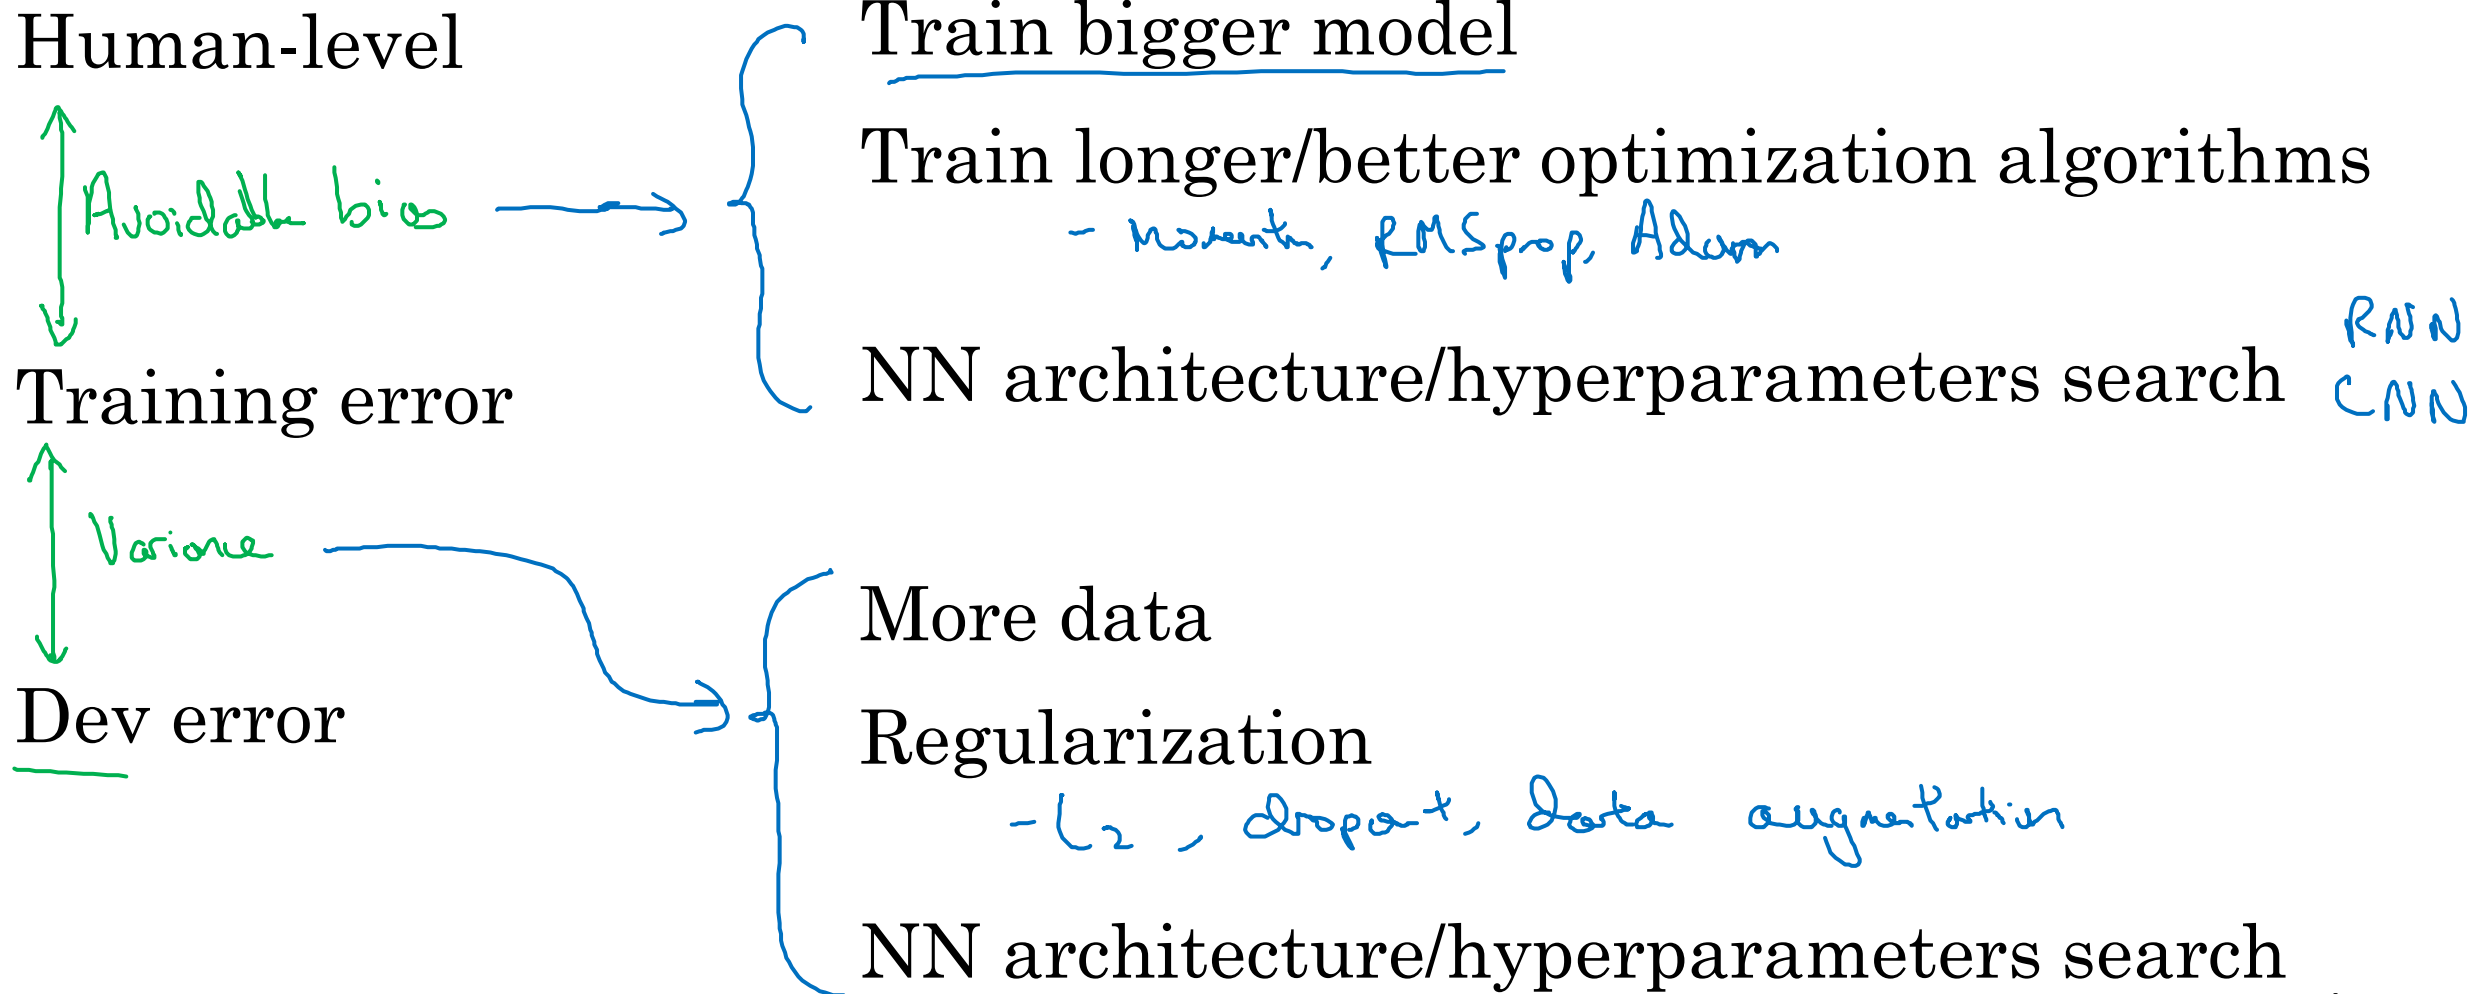 Human-level
Train bigger model
Train longer/better optimization algorithms
Avoidable bias
- momentum, RMSprop, Adam
RNN
NN architecture/hyperparameters search
CNN
Training error
Variance
More data
Dev error
Regularization
- L2, dropout, data augmentation
NN architecture/hyperparameters search